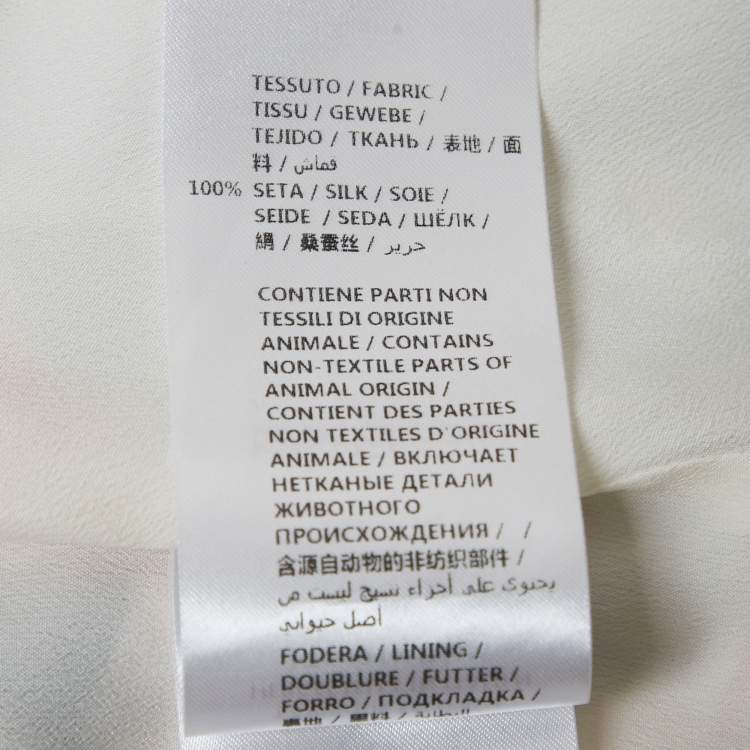 TESSUTO / FABRIC /
TISSU / GEWEBE /
TEJIDO / ТКАНЬ / 表地 / 面
料 / قماش
100% SETA / SILK / SOIE /
SEIDE / SEDA / ШЁЛК /
絹 / 桑蚕丝 / حرير
CONTIENE PARTI NON
TESSILI DI ORIGINE
ANIMALE / CONTAINS
NON-TEXTILE PARTS OF
ANIMAL ORIGIN /
CONTIENT DES PARTIES
NON TEXTILES D'ORIGINE
ANIMALE / ВКЛЮЧАЕТ
НЕТКАНЫЕ ДЕТАЛИ
ЖИВОТНОГО
ПРОИСХОЖДЕНИЯ / /
含源自动物的非纺织部件 /
يحتوي على أجزاء نسيج ليست من
أصل حيواني
FODERA / LINING /
DOUBLURE / FUTTER /
FORRO / ПОДКЛАДКА /